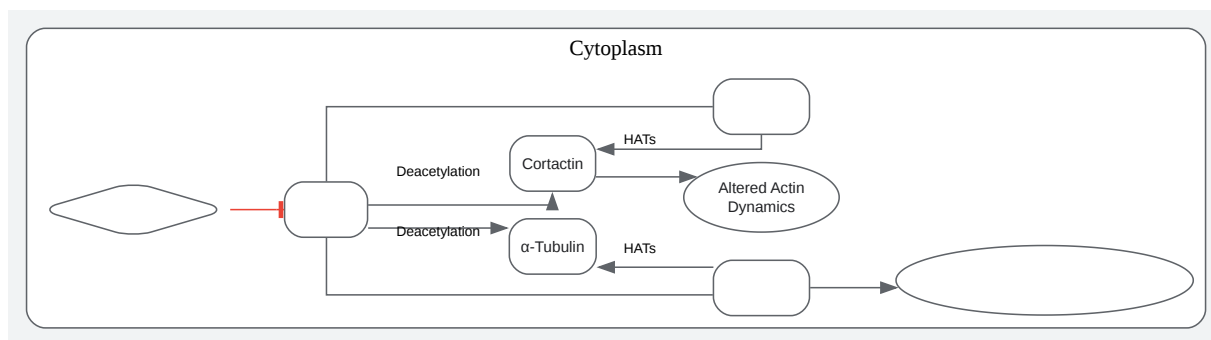 Cytoplasm
HATs
Cortactin
Deacetylation
Altered Actin
Dynamics
Deacetylation
α-Tubulin
HATs